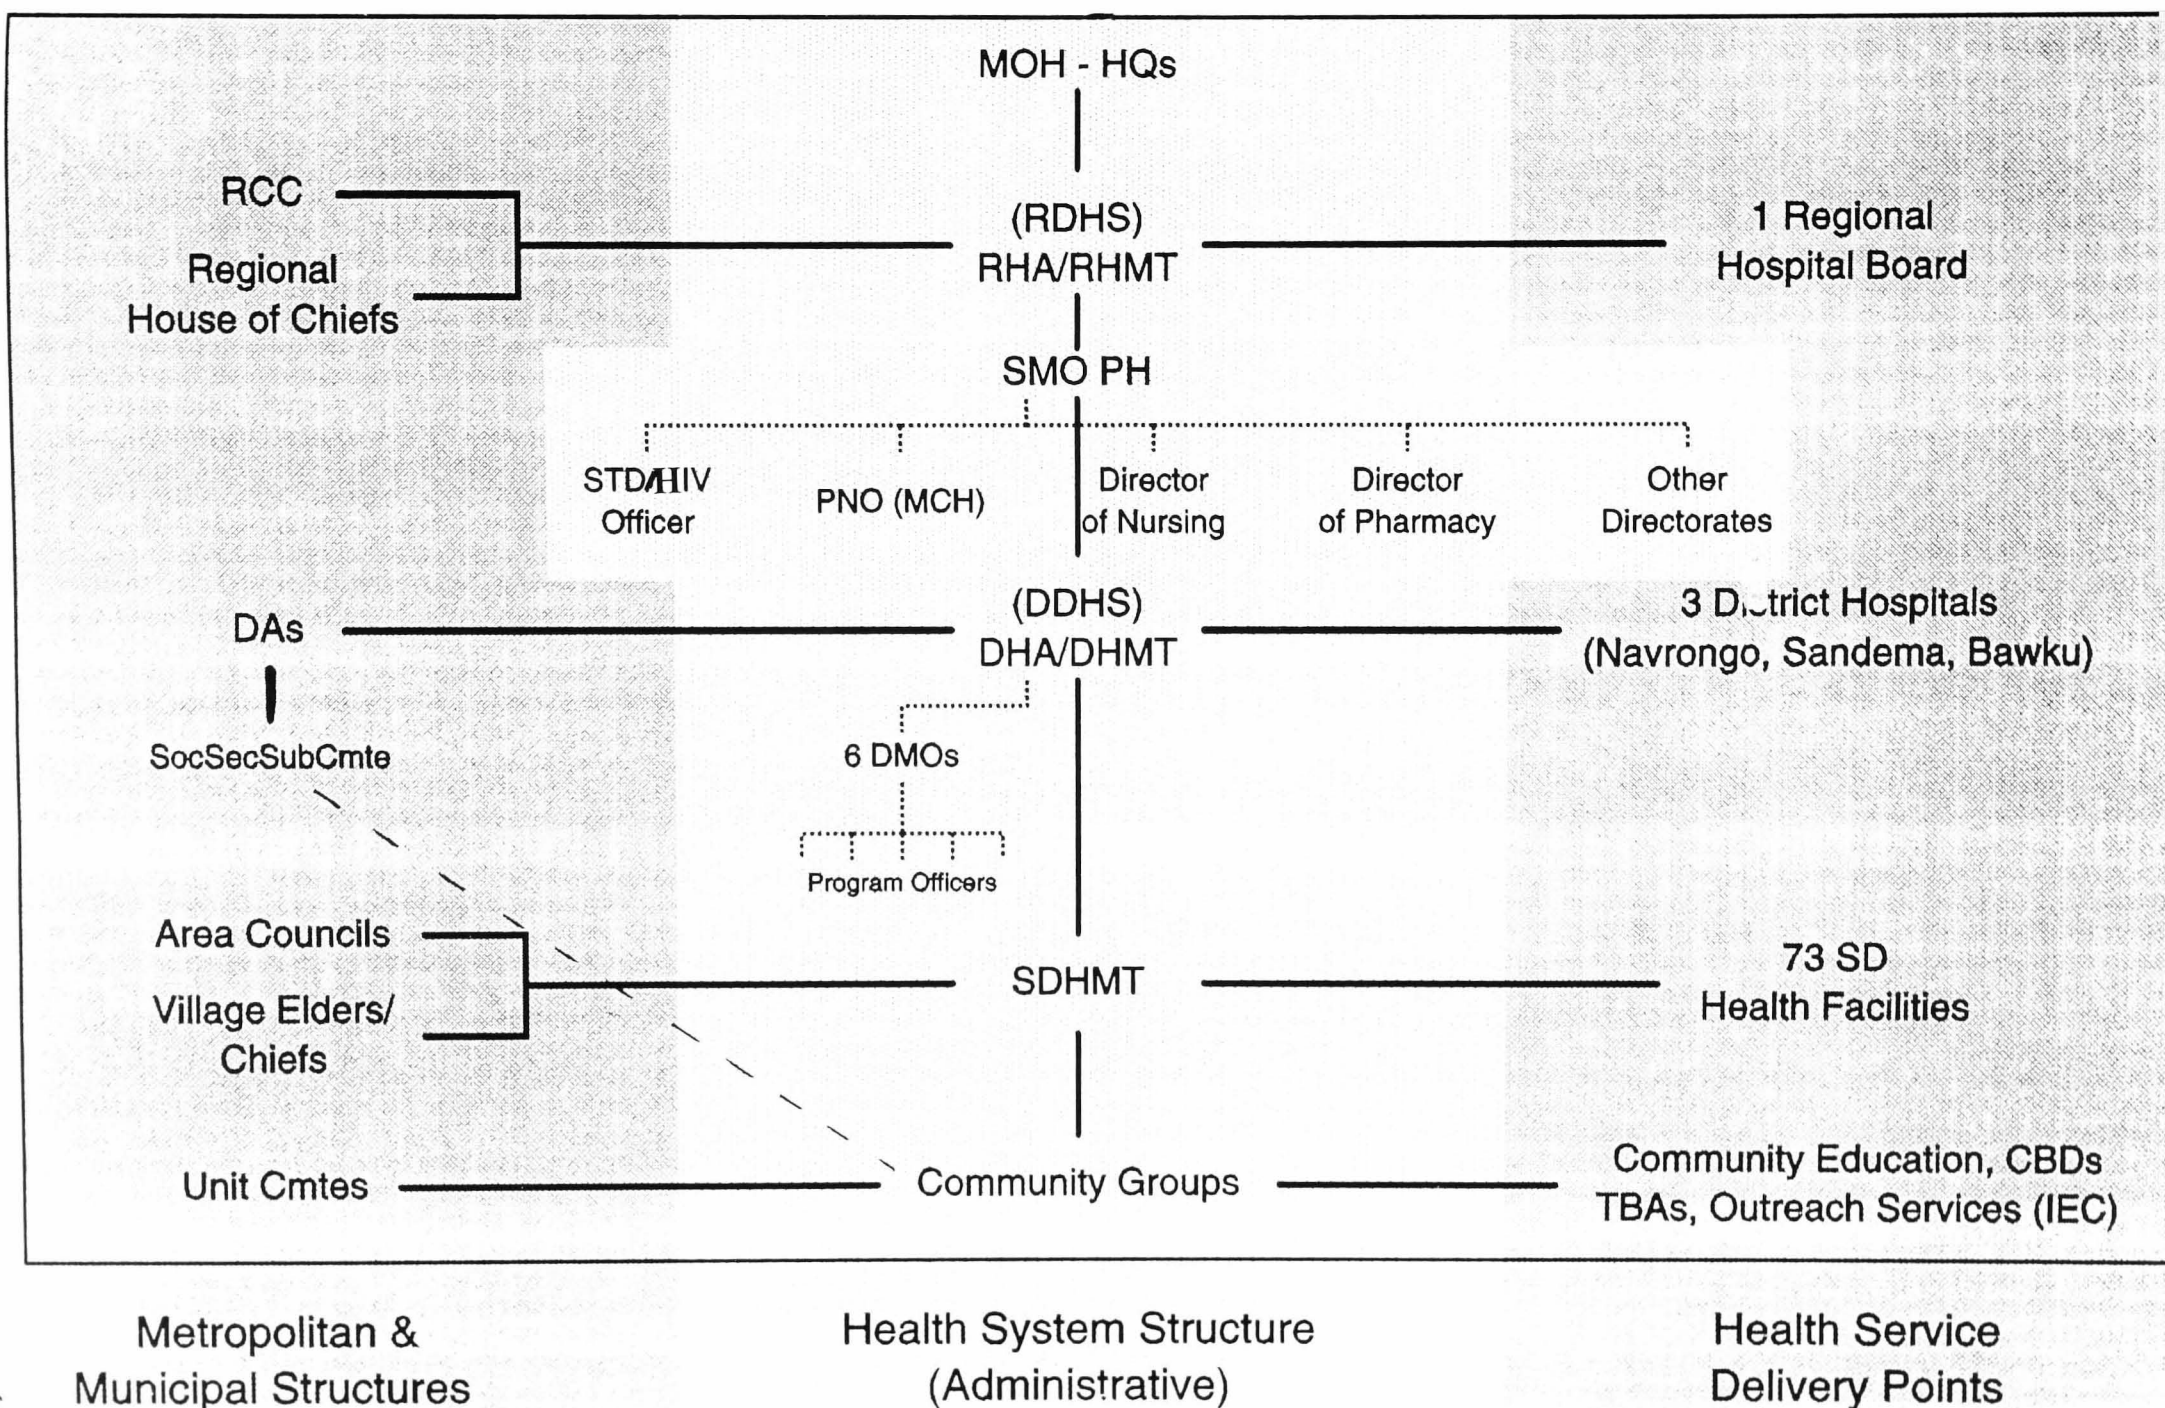 MOH - HQs
RCC
Regional
House of Chiefs
(RDHS)
RHA/RHMT
1 Regional
Hospital Board
SMO PH
STD/HIV
Officer
PNO (MCH)
Director
of Nursing
Director
of Pharmacy
Other
Directorates
DAs
(DDHS)
DHA/DHMT
3 District Hospitals
(Navrongo, Sandema, Bawku)
SocSecSubCmte
6 DMOs
Program Officers
Area Councils
Village Elders/
Chiefs
SDHMT
73 SD
Health Facilities
Unit Cmtes
Community Groups
Community Education, CBDs
TBAs, Outreach Services (IEC)
Metropolitan &
Municipal Structures
Health System Structure
(Administrative)
Health Service
Delivery Points